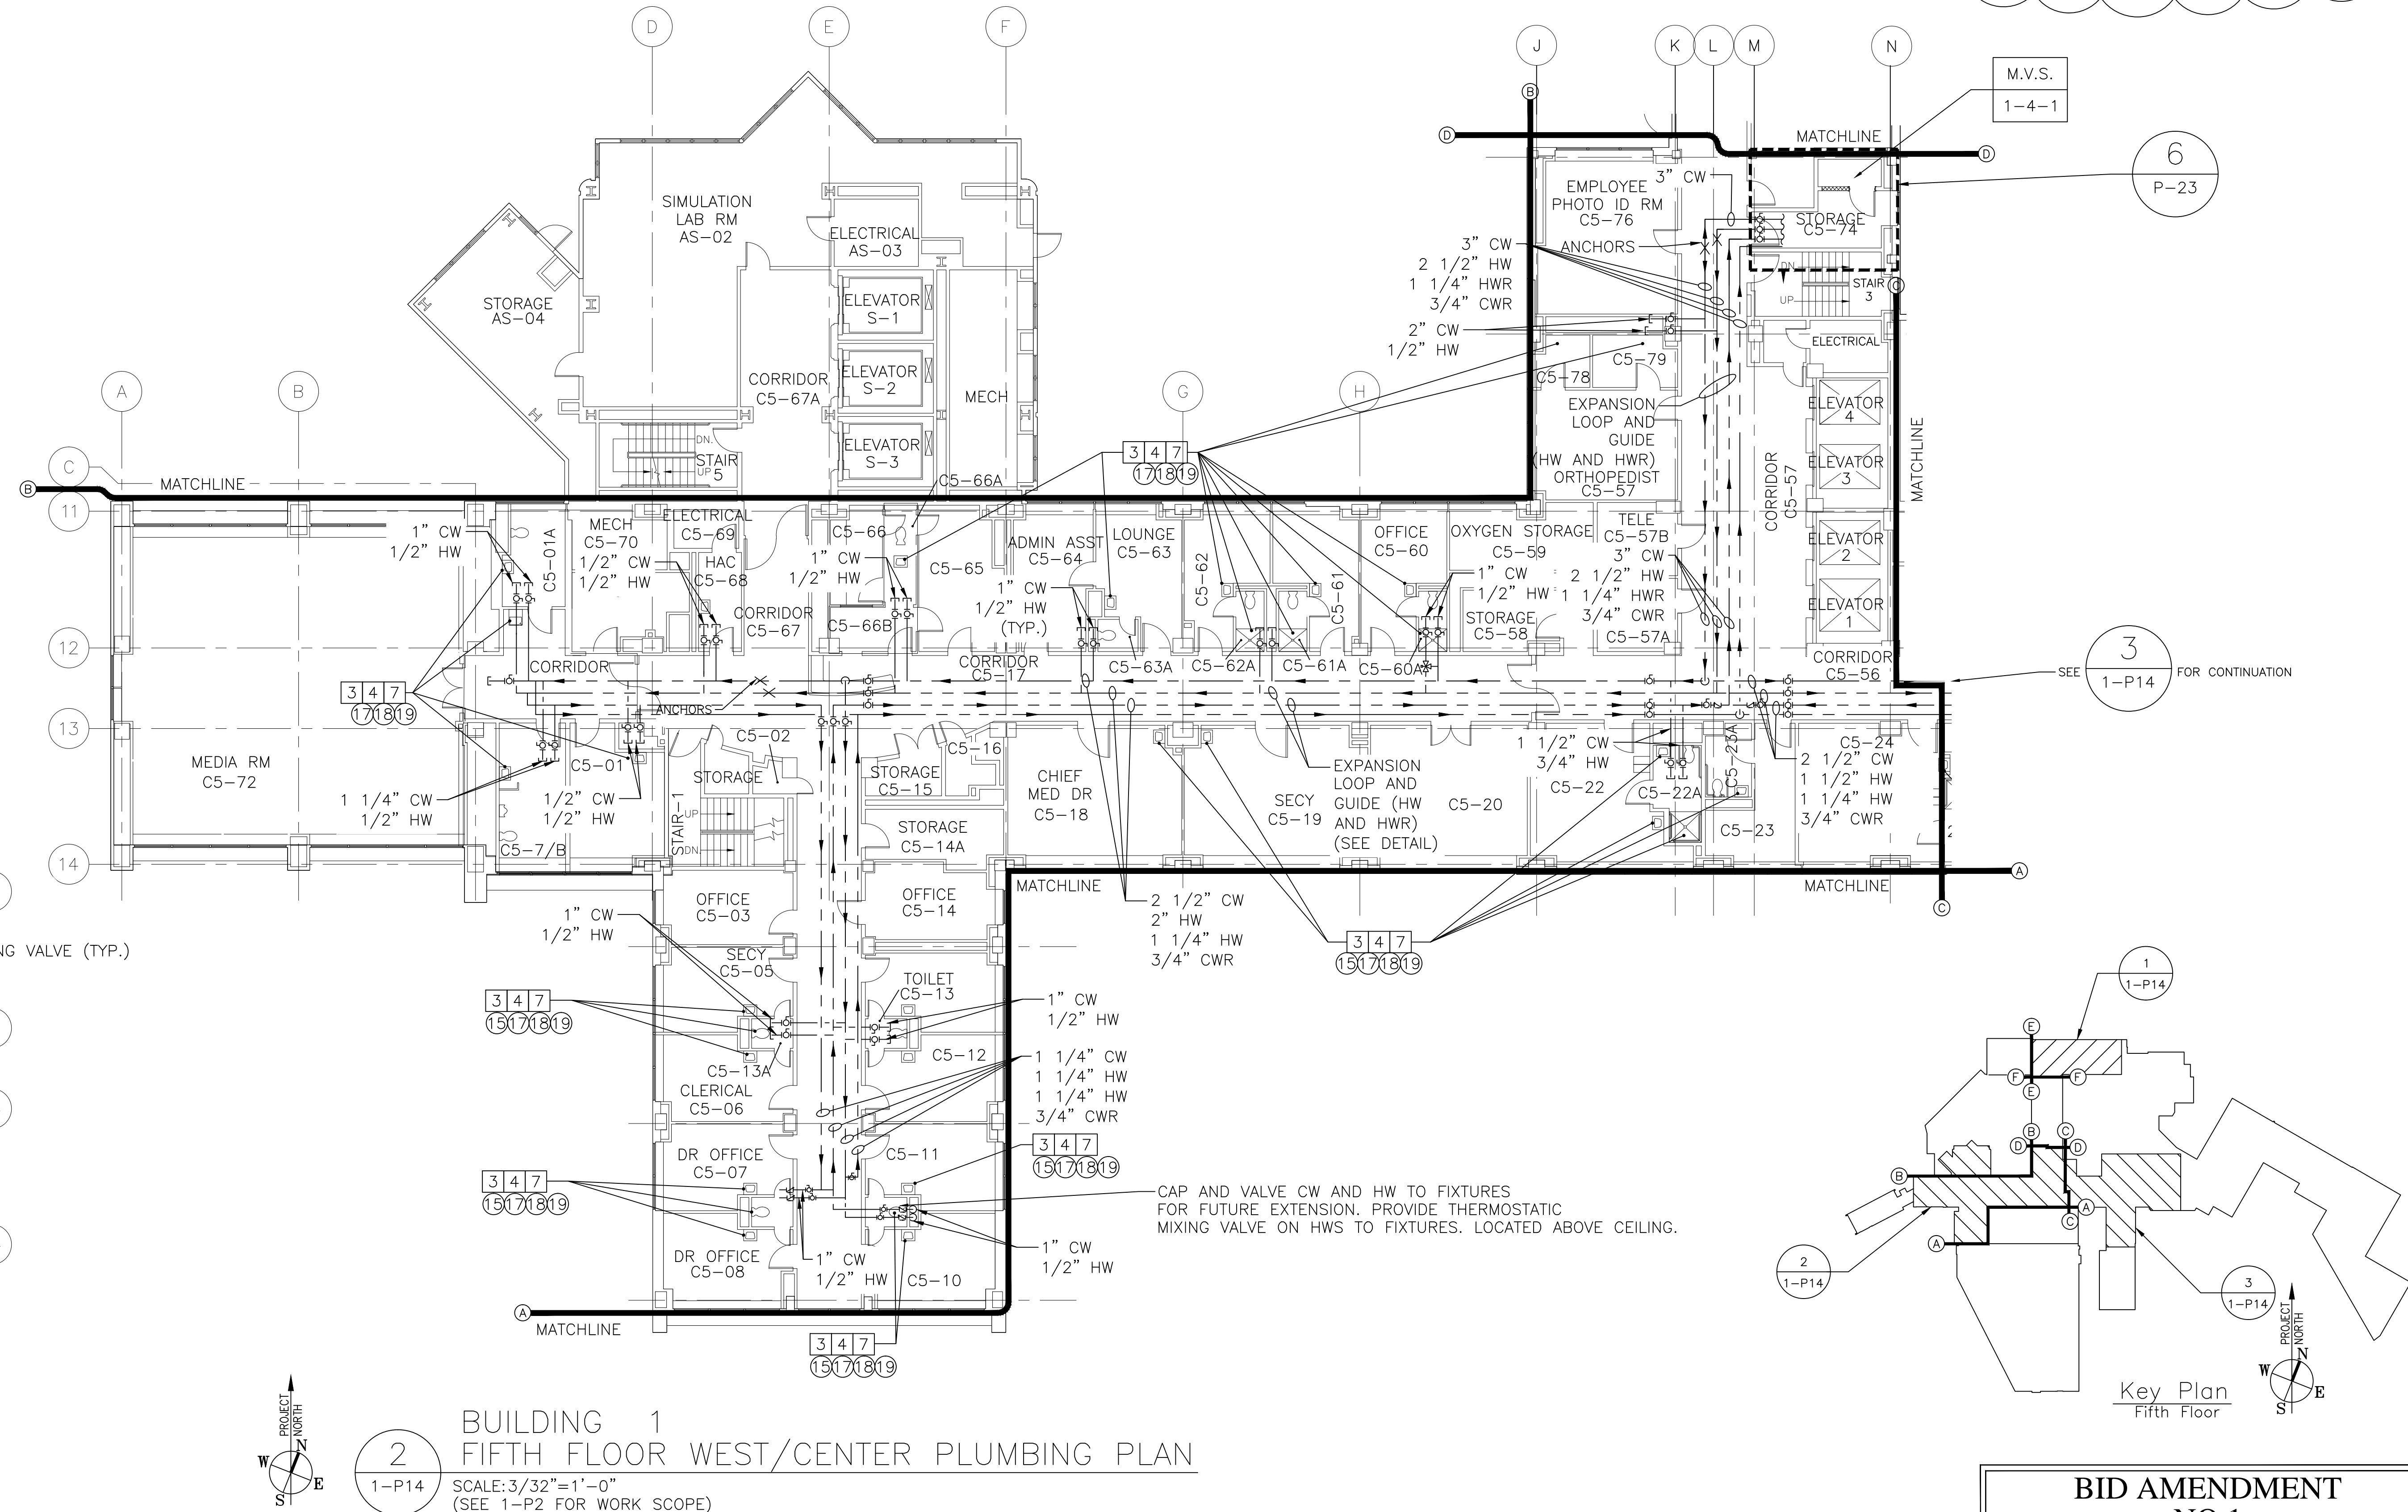 D
E
F
J
K
L
M
N
M.V.S.
1-4-1
B
D
MATCHLINE
D
6
P-23
3" CW
EMPLOYEE
PHOTO ID RM
C5-76
STORAGE
C5-74
SIMULATION
LAB RM
AS-02
ELECTRICAL
AS-03
ANCHORS
3" CW
2 1/2" HW
1 1/4" HWR
3/4" CWR
DN
UP
STAIR
3
C
STORAGE
AS-04
ELEVATOR
S-1
2" CW
1/2" HW
ELECTRICAL
C5-79
C5-78
ELEVATOR
S-2
CORRIDOR
C5-67A
MECH
A
B
G
H
EXPANSION
LOOP AND
GUIDE
(HW AND HWR)
ORTHOPEDIST
C5-57
ELEVATOR
4
ELEVATOR
3
MATCHLINE
CORRIDOR
C5-57
ELEVATOR
S-3
DN.
UP
STAIR
5
3 4 7
17 18 19
C
B
MATCHLINE
C5-66A
11
1" CW
1/2" HW
C5-01A
MECH
C5-70
1/2" CW
1/2" HW
ELECTRICAL
C5-69
HAC
C5-68
C5-66
1" CW
1/2" HW
C5-65
ADMIN ASST
C5-64
LOUNGE
C5-63
C5-62
1" CW
1/2" HW
(TYP.)
C5-61
OFFICE
C5-60
OXYGEN STORAGE
C5-59
1" CW
1/2" HW
TELE
C5-57B
3" CW
2 1/2" HW
1 1/4" HWR
3/4" CWR
STORAGE
C5-58
C5-57A
ELEVATOR
2
ELEVATOR
1
CORRIDOR
C5-67
C5-66B
12
CORRIDOR
CORRIDOR
C5-17
C5-63A
C5-62A
C5-61A
C5-60A
CORRIDOR
C5-56
SEE
3
1-P14
FOR CONTINUATION
3 4 7
17 18 19
ANCHORS
13
C5-02
C5-16
C5-01
STORAGE
STORAGE
C5-15
MEDIA RM
C5-72
CHIEF
MED DR
C5-18
EXPANSION
LOOP AND
GUIDE (HW
AND HWR)
(SEE DETAIL)
SECY
C5-19
C5-20
1 1/2" CW
3/4" HW
C5-22
C5-22A
C5-23A
C5-23
C5-24
2 1/2" CW
1 1/2" HW
1 1/4" HW
3/4" CWR
1 1/4" CW
1/2" HW
1/2" CW
1/2" HW
STAIR-1
UP
DN
STORAGE
C5-14A
C5-7/B
14
MATCHLINE
MATCHLINE
A
C
OFFICE
C5-03
OFFICE
C5-14
2 1/2" CW
2" HW
1 1/4" HW
3/4" CWR
1" CW
1/2" HW
3 4 7
15 17 18 19
NG VALVE (TYP.)
SECY
C5-05
TOILET
C5-13
3 4 7
15 17 18 19
1" CW
1/2" HW
C5-12
C5-13A
CLERICAL
C5-06
1 1/4" CW
1 1/4" HW
1 1/4" HW
3/4" CWR
3 4 7
15 17 18 19
DR OFFICE
C5-07
C5-11
3 4 7
15 17 18 19
CAP AND VALVE CW AND HW TO FIXTURES
FOR FUTURE EXTENSION. PROVIDE THERMOSTATIC
MIXING VALVE ON HWS TO FIXTURES. LOCATED ABOVE CEILING.
DR OFFICE
C5-08
1" CW
1/2" HW
C5-10
1" CW
1/2" HW
A
MATCHLINE
3 4 7
15 17 18 19
1
1-P14
E
F
F
E
B
C
D
D
B
A
C
A
2
1-P14
3
1-P14
PROJECT
NORTH
N
W
E
S
Key Plan
Fifth Floor
PROJECT
NORTH
N
W
E
S
2
1-P14
BUILDING 1
FIFTH FLOOR WEST/CENTER PLUMBING PLAN
SCALE:3/32"=1'-0"
(SEE 1-P2 FOR WORK SCOPE)
BID AMENDMENT
NO.1